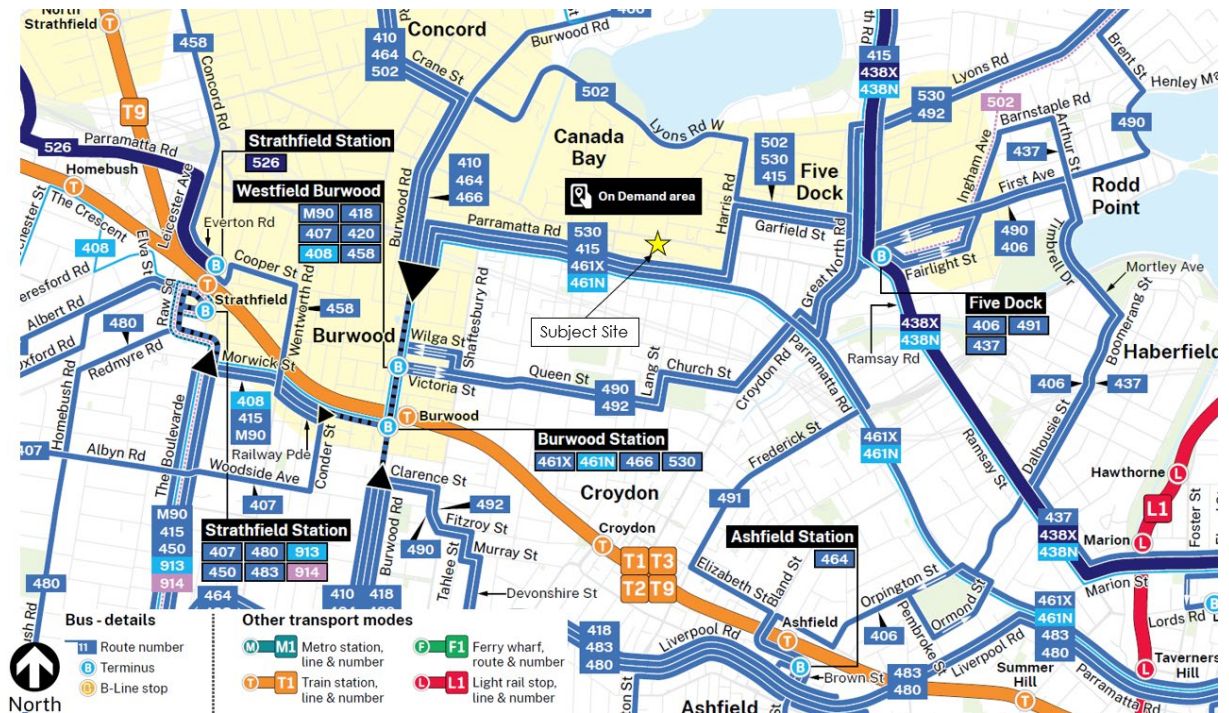 North
Strathfield
T
458
Concord Rd
T9
526
Parramatta Rd
Homebush
T
The Crescent
408
Elva St
Leicester Ave
Everton Rd
Strathfield Station
526
Westfield Burwood
M90 418
407 420
408 458
B
Cooper St
T
Strathfield
B
Raw Sq
Albert Rd
480
Redmyre Rd
Homebush Rd
Morwick St
Wentworth Rd
458
408
415
M90
Railway Pde
Conder St
Albyn Rd
Woodside Ave
407
The Boulevarde
M90
415
450
913
914
Strathfield Station
407 480 913
450 483 914
464
480
410
464
502
Concord
Crane St
Burwood Rd
502
Lyons Rd W
Canada
Bay
On Demand area
410
464
466
Burwood Rd
Parramatta Rd
530
415
461X
461N
Subject Site
Harris Rd
502
530
415
Five
Dock
Garfield St
Great North Rd
415
438X
438N
Lyons Rd
530
492
502
Ingham Ave
Barnstaple Rd
Arthur St
437
First Ave
490
406
Brent St
490
Rodd
Point
Timbrell Dr
Mortley Ave
B
Fairlight St
Five Dock
406 491
437
Ramsay Rd
438X
438N
Boomerang St
Haberfield
406
437
Dalhousie St
Ramsay St
Hawthorne
L
L1
Foster St
Marion
L
437
438X
438N
Marion St
Lords Rd
B
Taverners
Hill
L
Burwood
Wilga St
Shaftesbury Rd
B
Victoria St
Queen St
490
492
Lang St
Church St
Croydon Rd
Parramatta Rd
T
Burwood
B
Burwood Station
461X 461N 466 530
Clarence St
492
Fitzroy St
Murray St
490
Tahlee St
Devonshire St
Burwood Rd
410 418
Croydon
Croydon
T
T1 T3
T2 T9
Frederick St
491
461X
461N
Ashfield Station
464
Elizabeth St
Bland St
Ashfield
T
B
Brown St
Orpington St
406
Pembroke St
Ormond St
Liverpool Rd
418
483
480
Liverpool Rd
483
480
461X
461N
483
480
Parramatta Rd
Summer
Hill
T
Ashfield
Bus - details
11 Route number
B Terminus
B B-Line stop
Other transport modes
M M1 Metro station,
line & number
T T1 Train station,
line & number
F F1 Ferry wharf,
route & number
L L1 Light rail stop,
line & number
North